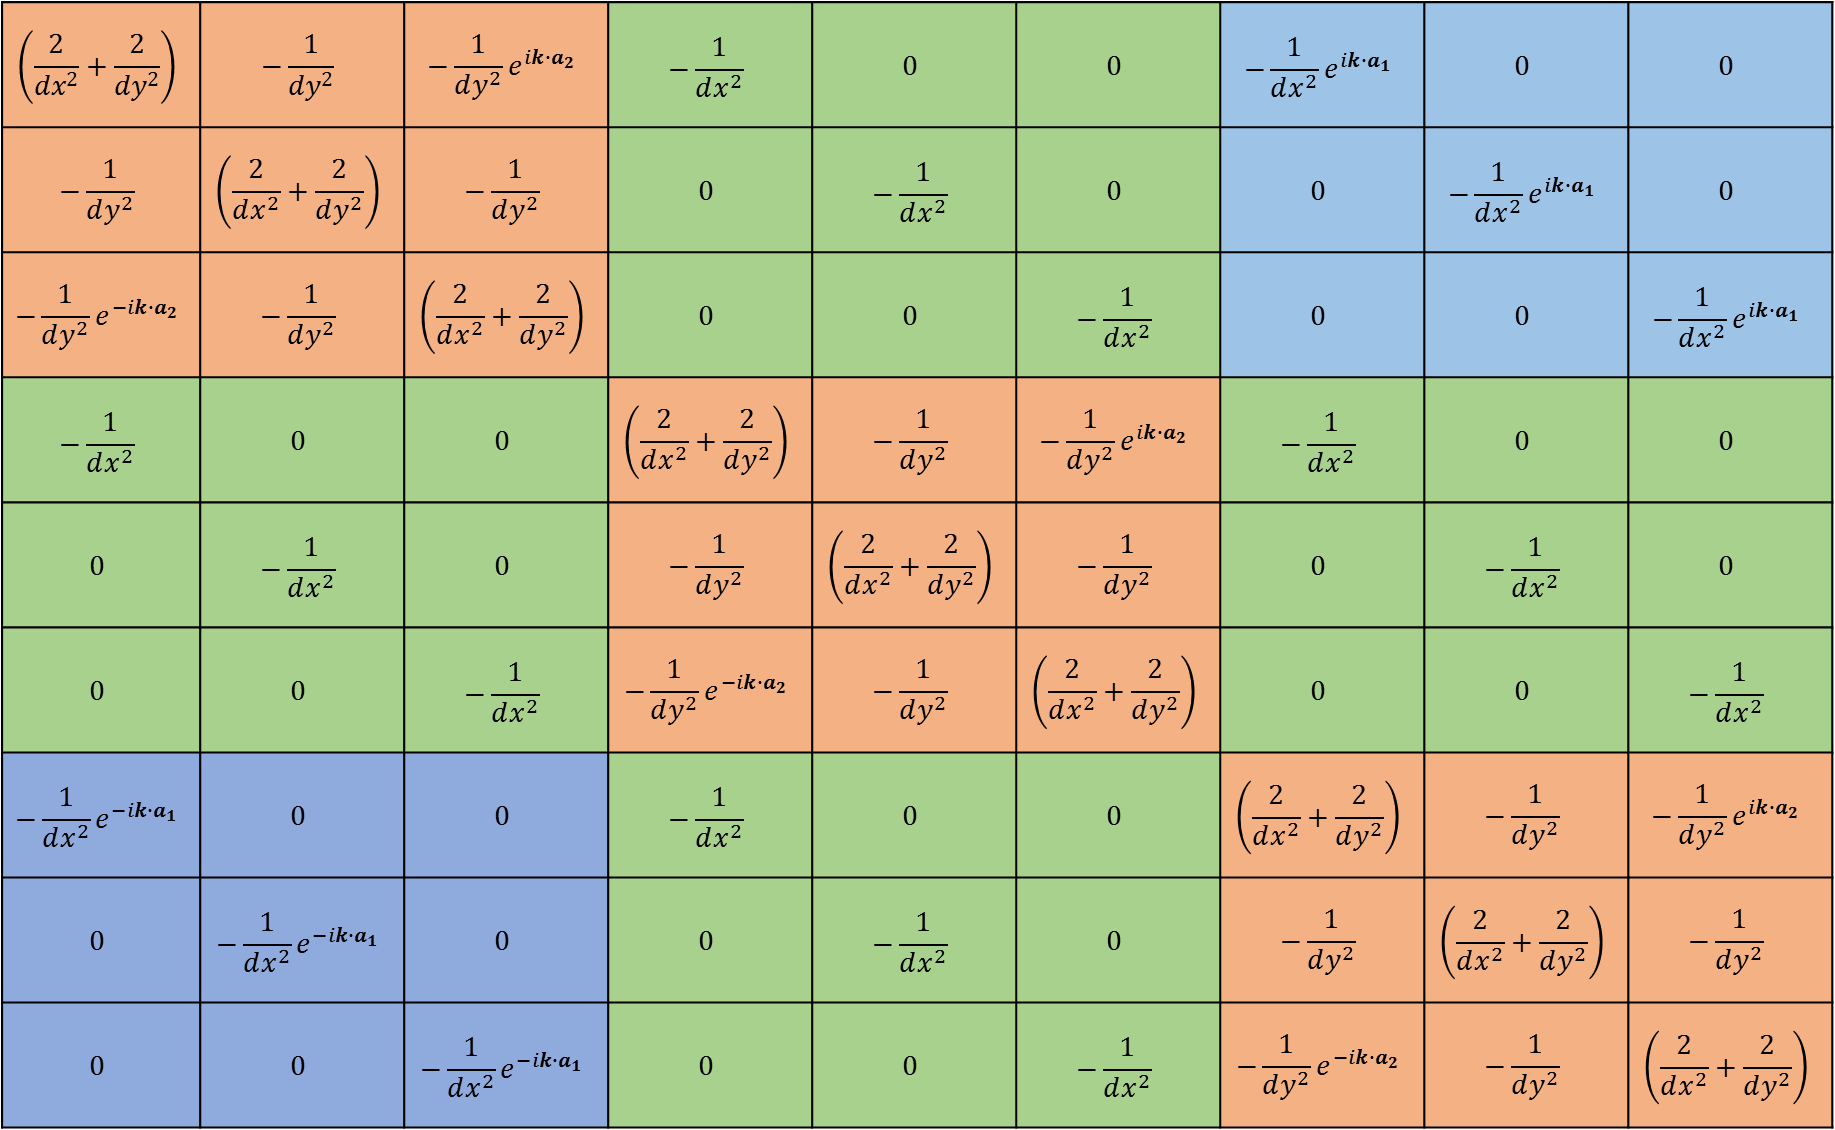 (2/dx² + 2/dy²) −1/dy² −1/dy² e^{ik·a₂} −1/dx² 0 0 −1/dx² e^{ik·a₁} 0 0
−1/dy² (2/dx² + 2/dy²) −1/dy² 0 −1/dx² 0 0 −1/dx² e^{ik·a₁} 0
−1/dy² e^{−ik·a₂} −1/dy² (2/dx² + 2/dy²) 0 0 −1/dx² 0 0 −1/dx² e^{ik·a₁}
−1/dx² 0 0 (2/dx² + 2/dy²) −1/dy² −1/dy² e^{ik·a₂} −1/dx² 0 0
0 −1/dx² 0 −1/dy² (2/dx² + 2/dy²) −1/dy² 0 −1/dx² 0
0 0 −1/dx² −1/dy² e^{−ik·a₂} −1/dy² (2/dx² + 2/dy²) 0 0 −1/dx²
−1/dx² e^{−ik·a₁} 0 0 −1/dx² 0 0 (2/dx² + 2/dy²) −1/dy² −1/dy² e^{ik·a₂}
0 −1/dx² e^{−ik·a₁} 0 0 −1/dx² 0 −1/dy² (2/dx² + 2/dy²) −1/dy²
0 0 −1/dx² e^{−ik·a₁} 0 0 −1/dx² −1/dy² e^{−ik·a₂} −1/dy² (2/dx² + 2/dy²)